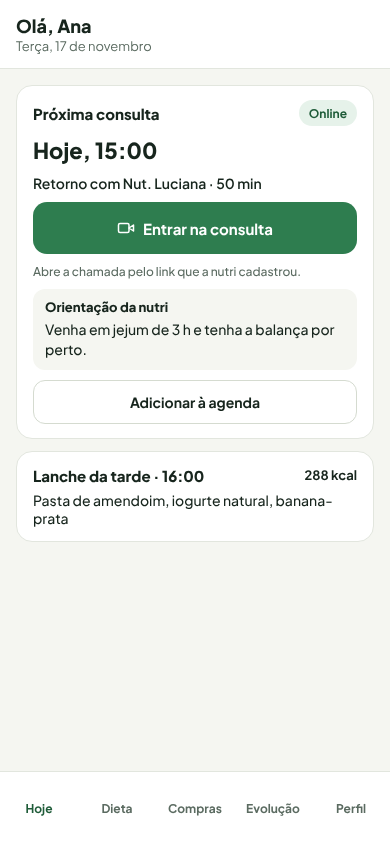 Olá, Ana
Terça, 17 de novembro
Próxima consulta
Online
Hoje, 15:00
Retorno com Nut. Luciana · 50 min
Entrar na consulta
Abre a chamada pelo link que a nutri cadastrou.
Orientação da nutri
Venha em jejum de 3 h e tenha a balança por
perto.
Adicionar à agenda
Lanche da tarde · 16:00
288 kcal
Pasta de amendoim, iogurte natural, banana-
prata
Hoje
Dieta
Compras
Evolução
Perfil